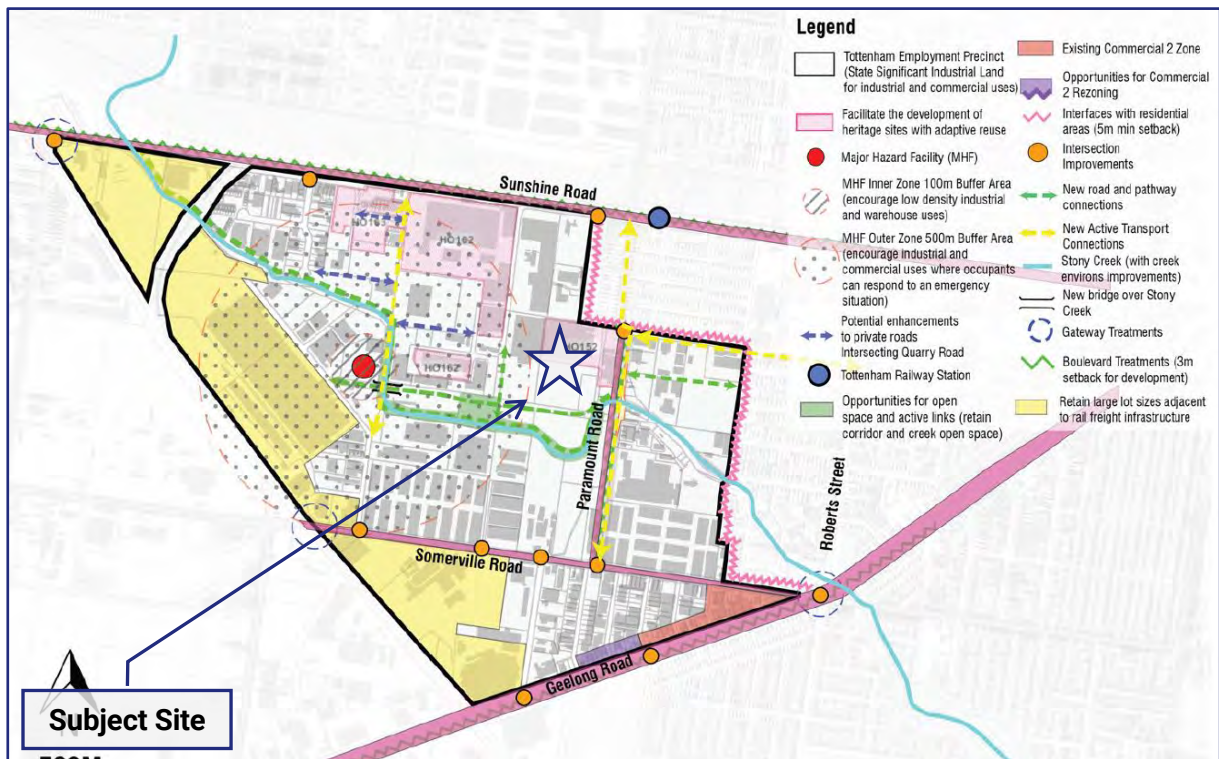 Legend
Tottenham Employment Precinct
(State Significant Industrial Land
for industrial and commercial uses)
Facilitate the development of
heritage sites with adaptive reuse
Major Hazard Facility (MHF)
MHF Inner Zone 100m Buffer Area
(encourage low density industrial
and warehouse uses)
MHF Outer Zone 500m Buffer Area
(encourage industrial and
commercial uses where occupants
can respond to an emergency
situation)
Potential enhancements
to private roads
Intersecting Quarry Road
Tottenham Railway Station
Opportunities for open
space and active links (retain
corridor and creek open space)
Existing Commercial 2 Zone
Opportunities for Commercial
2 Rezoning
Interfaces with residential
areas (5m min setback)
Intersection
Improvements
New road and pathway
connections
New Active Transport
Connections
Stony Creek (with creek
environs improvements)
New bridge over Stony
Creek
Gateway Treatments
Boulevard Treatments (3m
setback for development)
Retain large lot sizes adjacent
to rail freight infrastructure
Sunshine Road
HO162
HO152
HO162
Paramount Road
Roberts Street
Somerville Road
Geelong Road
N
Subject Site